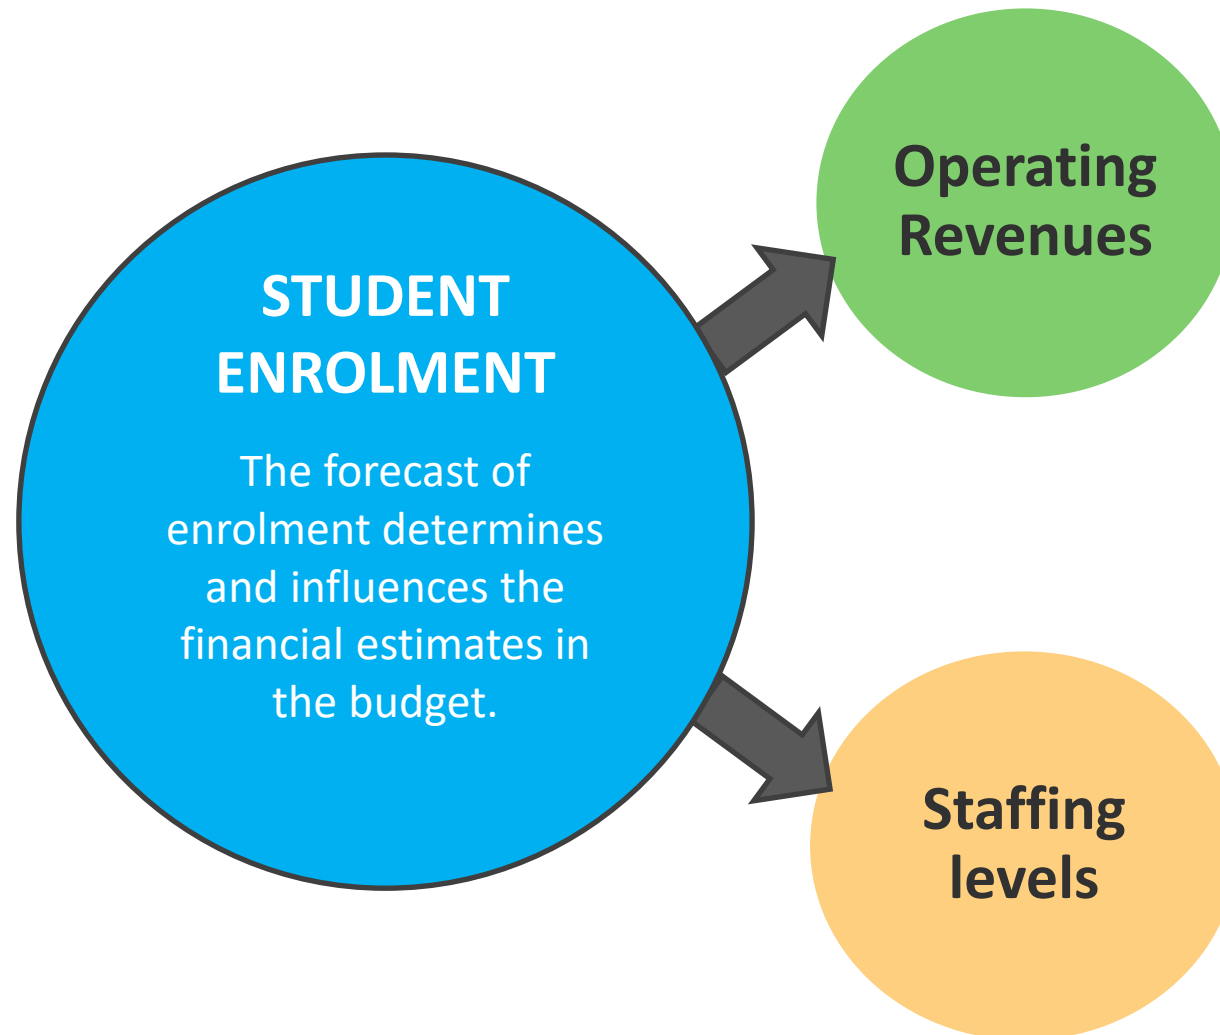 STUDENT
ENROLMENT
The forecast of
enrolment determines
and influences the
financial estimates in
the budget.
Operating
Revenues
Staffing
levels